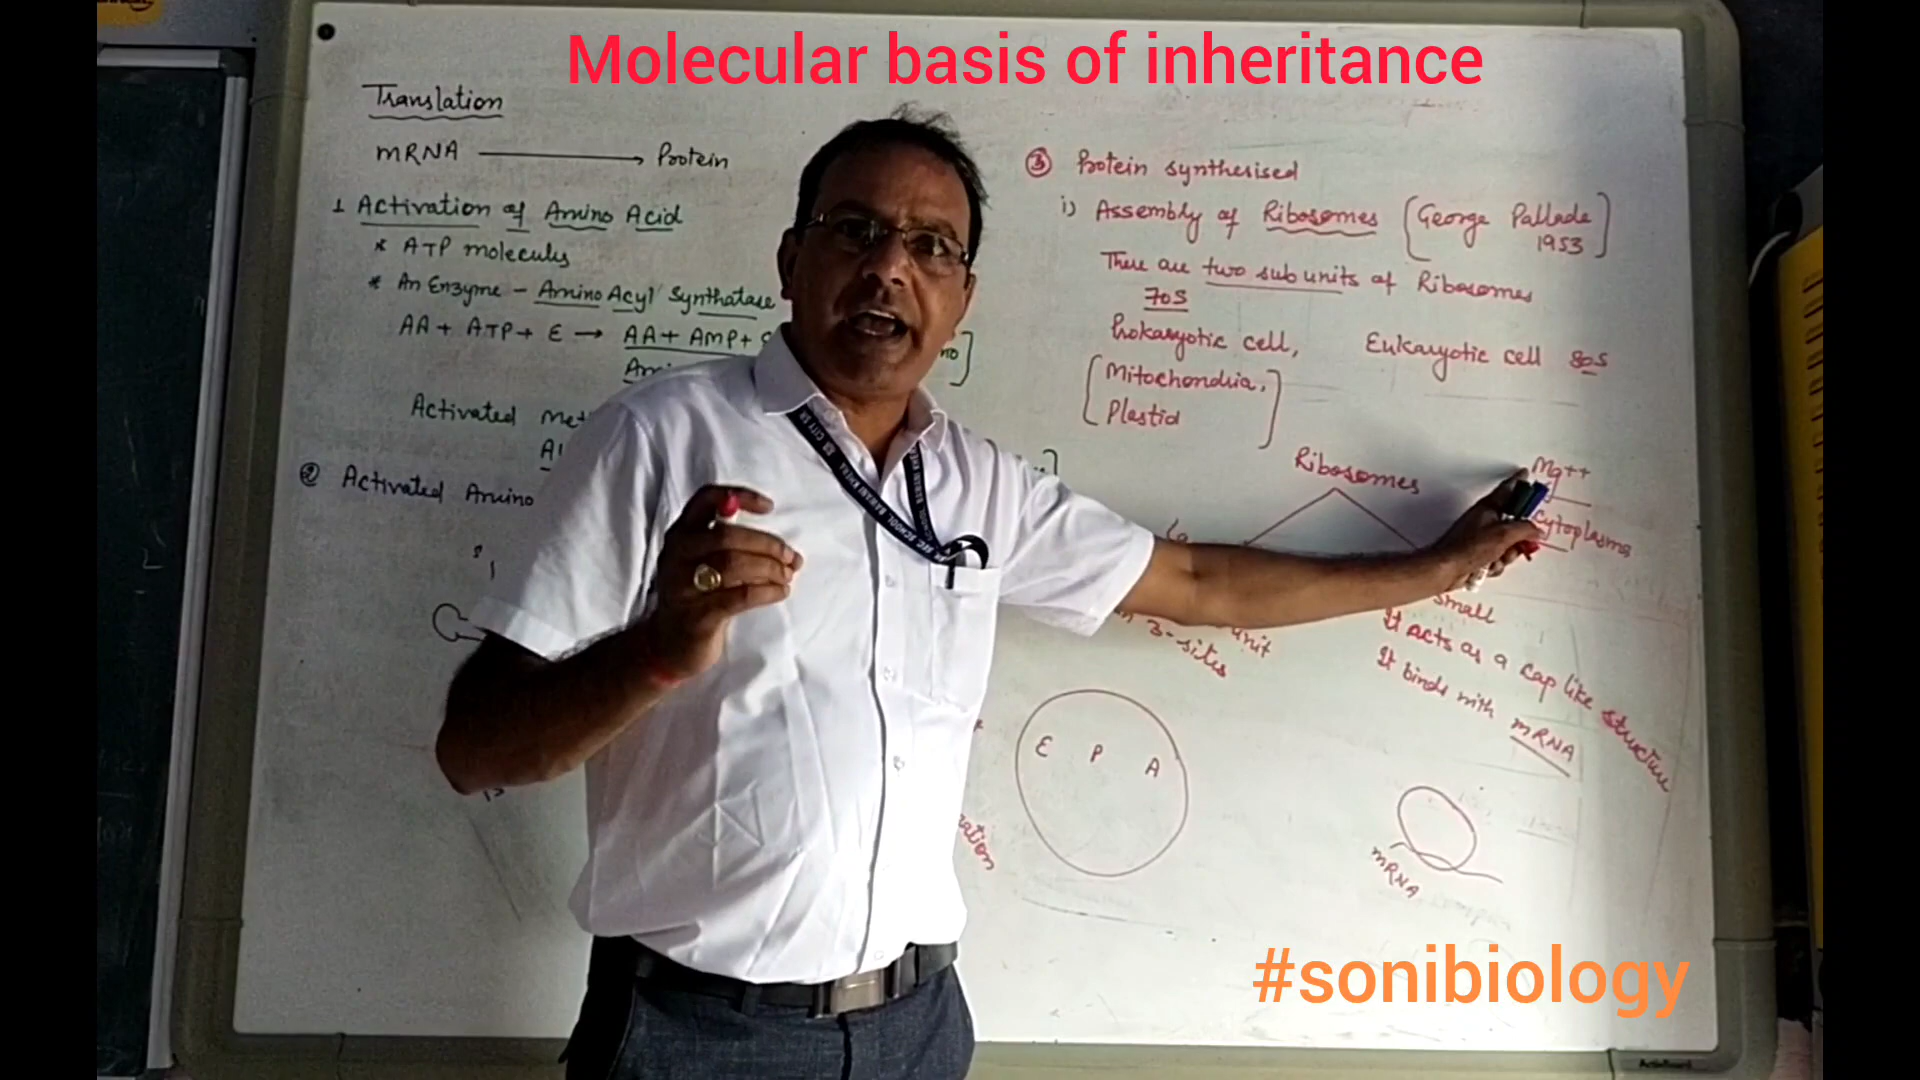 Molecular basis of inheritance
Translation
mRNA → Protein
1 Activation of Amino Acid
* ATP molecules
* An Enzyme - Amino Acyl Synthatase
AA + ATP + E → AA + AMP +
Activated
② Activated Amino
③ Protein synthesised
i) Assembly of Ribosomes [George Pallade
1953]
There are two sub units of Ribosomes
70S
Prokaryotic cell, Eukaryotic cell 80S
[Mitochondria,
Plastid]
Ribosomes
Mg++
cytoplasma
small
unit
3-sites
It acts as a cap like structure
It binds with mRNA
E P A
mRNA
#sonibiology